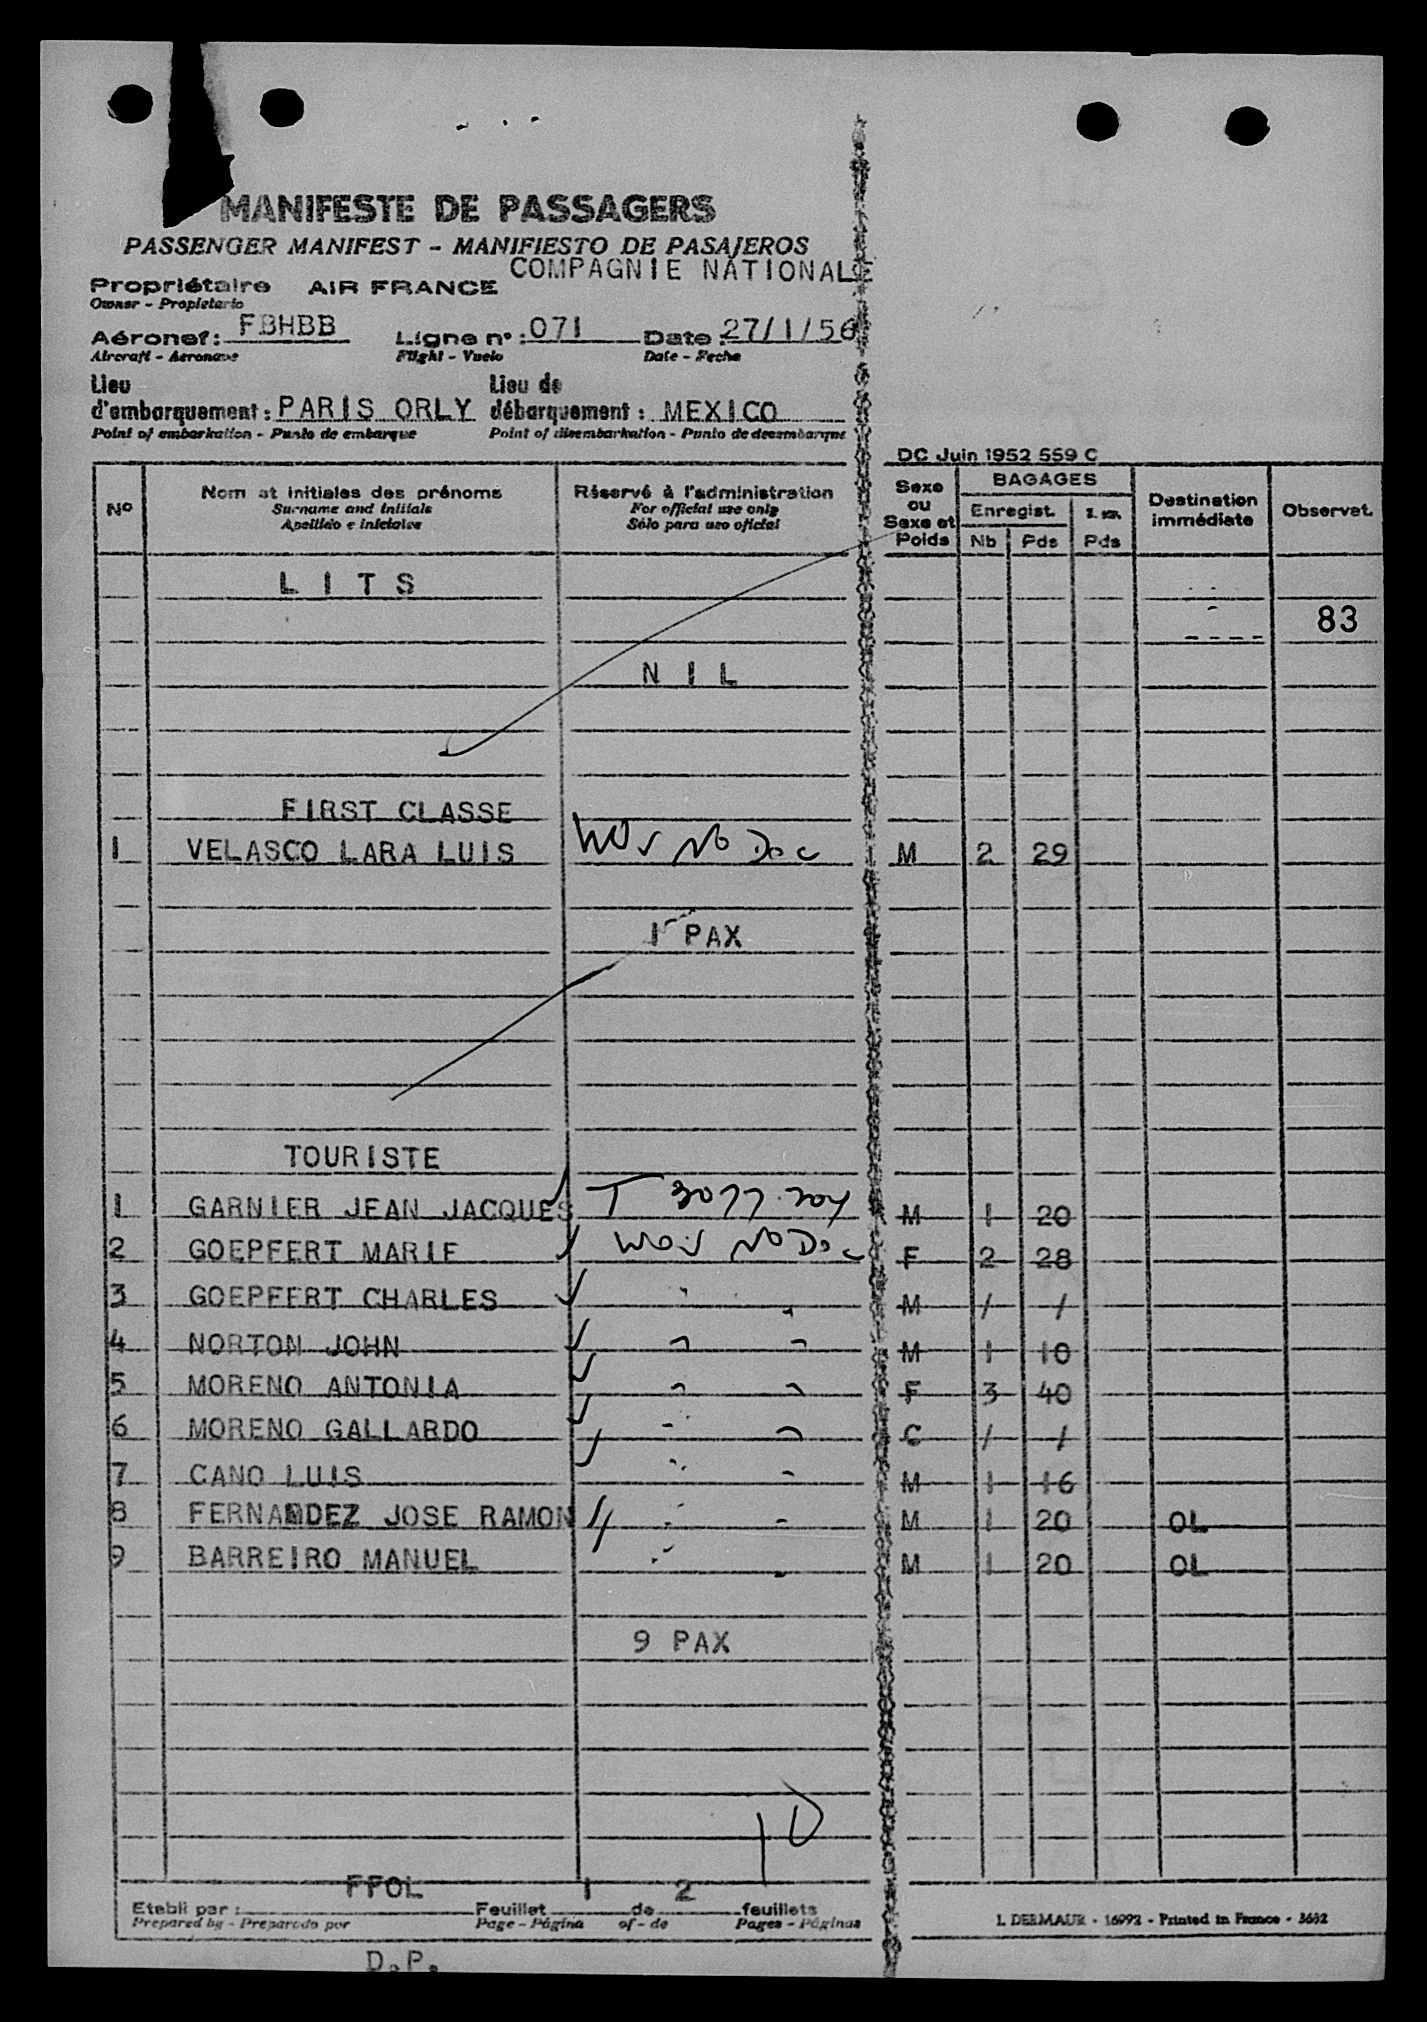 MANIFESTE DE PASSAGERS
PASSENGER MANIFEST - MANIFIESTO DE PASAJEROS
COMPAGNIE NATIONALE
Propriétaire AIR FRANCE
Owner - Propietario
Aéronef: FBHBB Ligne n°: 071 Date: 27/1/56
Aircraft - Aeronave Flight - Vuelo Date - Fecha
Lieu Lieu de
d'embarquement: PARIS ORLY débarquement: MEXICO
Point of embarkation - Punto de embarque Point of disembarkation - Punto de desembarque
DC Juin 1952 559 C
Nº Nom et initiales des prénoms Réservé à l'administration Sexe ou Sexe et Poids BAGAGES Destination immédiate Observat.
Surname and initials For official use only Enregist.
Apellido e iniciales Sólo para uso oficial Nb Pds Pds
LITS
83
NIL
FIRST CLASSE
1 VELASCO LARA LUIS No Doc M 2 29
1 PAX
TOURISTE
1 GARNIER JEAN JACQUES M 1 20
2 GOEPFERT MARIE No Doc F 2 28
3 GOEPFERT CHARLES M / /
4 NORTON JOHN M 1 10
5 MORENO ANTONIA F 3 40
6 MORENO GALLARDO C / /
7 CANO LUIS M 1 16
8 FERNANDEZ JOSE RAMON M 1 20 OL
9 BARREIRO MANUEL M 1 20 OL
9 PAX
10
Etabli par: FFOL Feuillet 1 de 2 feuillets
Prepared by - Preparado por Page - Página of - de Pages - Páginas
I. DERMAUR - 16092 - Printed in France - 3652
D.P.